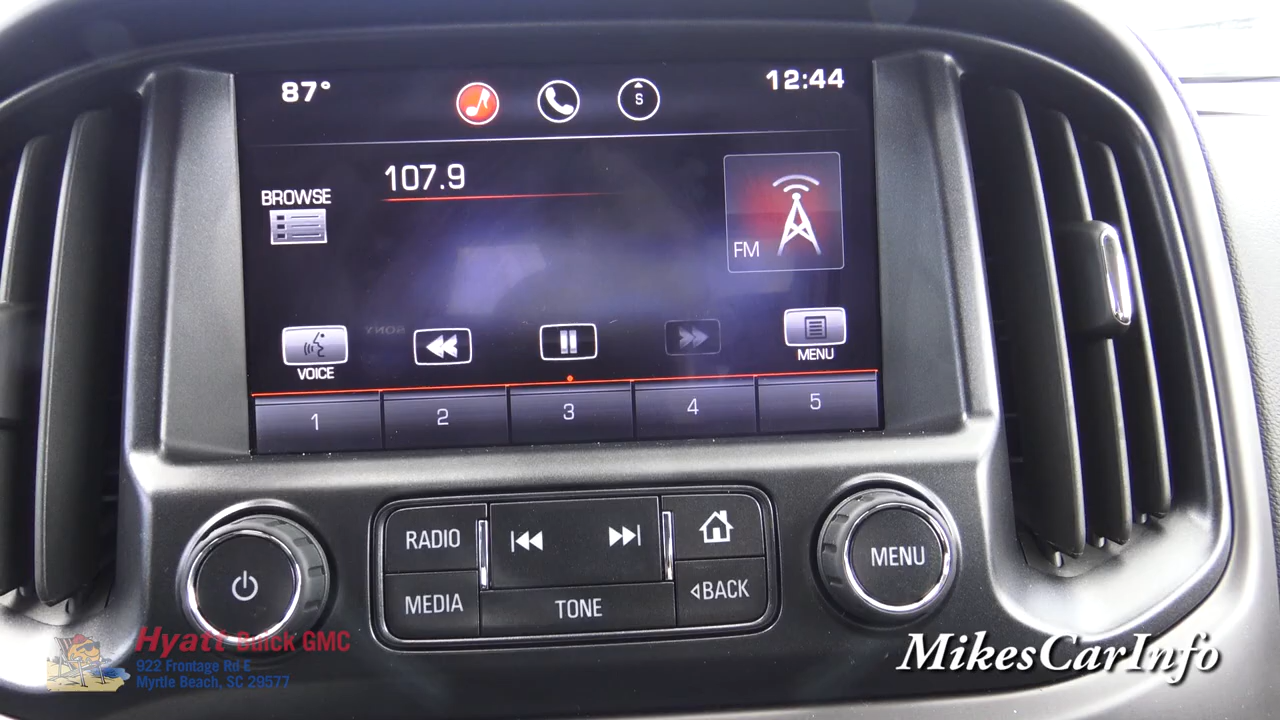 87°
S
12:44
107.9
BROWSE
FM
VOICE
MENU
1
2
3
4
5
RADIO
MEDIA
TONE
BACK
MENU
Hyatt Buick GMC
922 Frontage Rd E
Myrtle Beach, SC 29577
MikesCarInfo